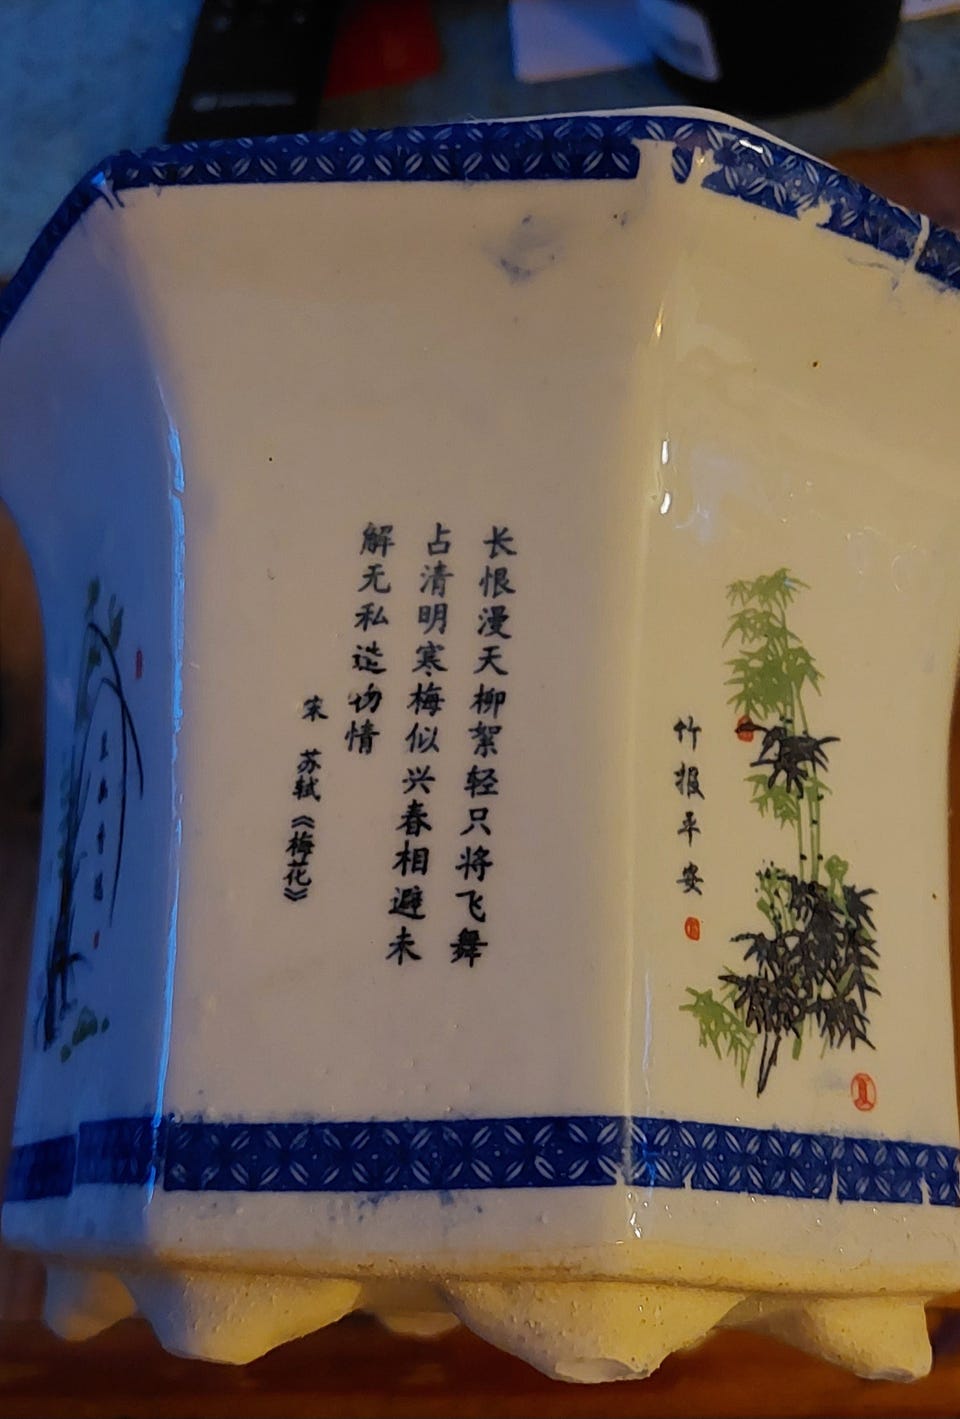 竹报平安
长恨漫天柳絮轻只将飞舞
占清明寒梅似兴春相避未
解无私造物情
宋 苏轼《梅花》